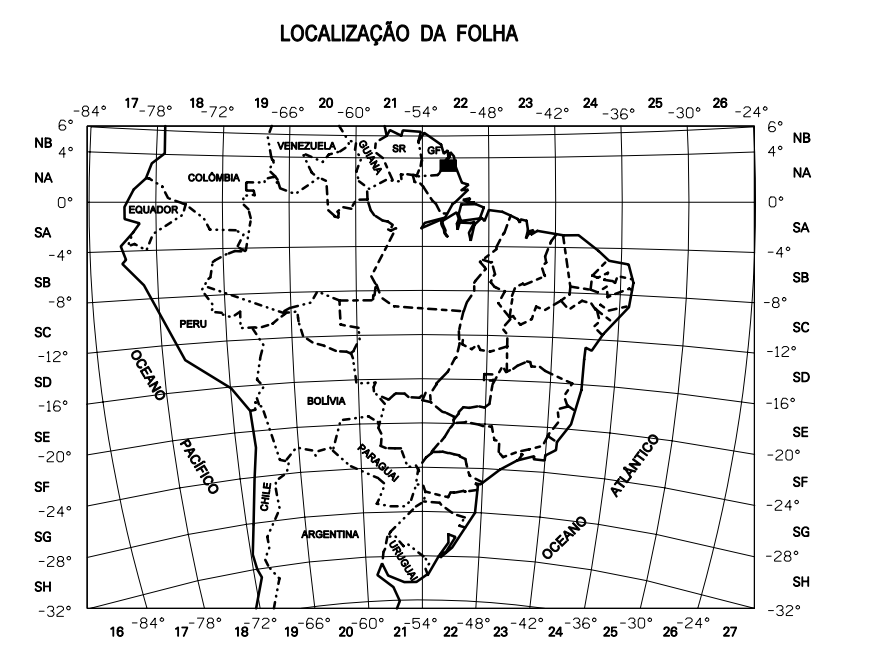 LOCALIZAÇÃO DA FOLHA
17 18 19 20 21 22 23 24 25 26
-84° -78° -72° -66° -60° -54° -48° -42° -36° -30° -24°
6° 6°
NB NB
4° 4°
VENEZUELA GUIANA SR GF
NA COLÔMBIA NA
0° 0°
EQUADOR
SA SA
-4° -4°
SB SB
-8° -8°
PERU
SC SC
-12° -12°
OCEANO
SD SD
-16° BOLÍVIA -16°
SE SE
-20° -20°
PACÍFICO PARAGUAI ATLÂNTICO
SF CHILE SF
-24° -24°
SG ARGENTINA OCEANO SG
-28° URUGUAI -28°
SH SH
-32° -32°
-84° -78° -72° -66° -60° -54° -48° -42° -36° -30°
16 17 18 19 20 21 22 23 24 25 26 27